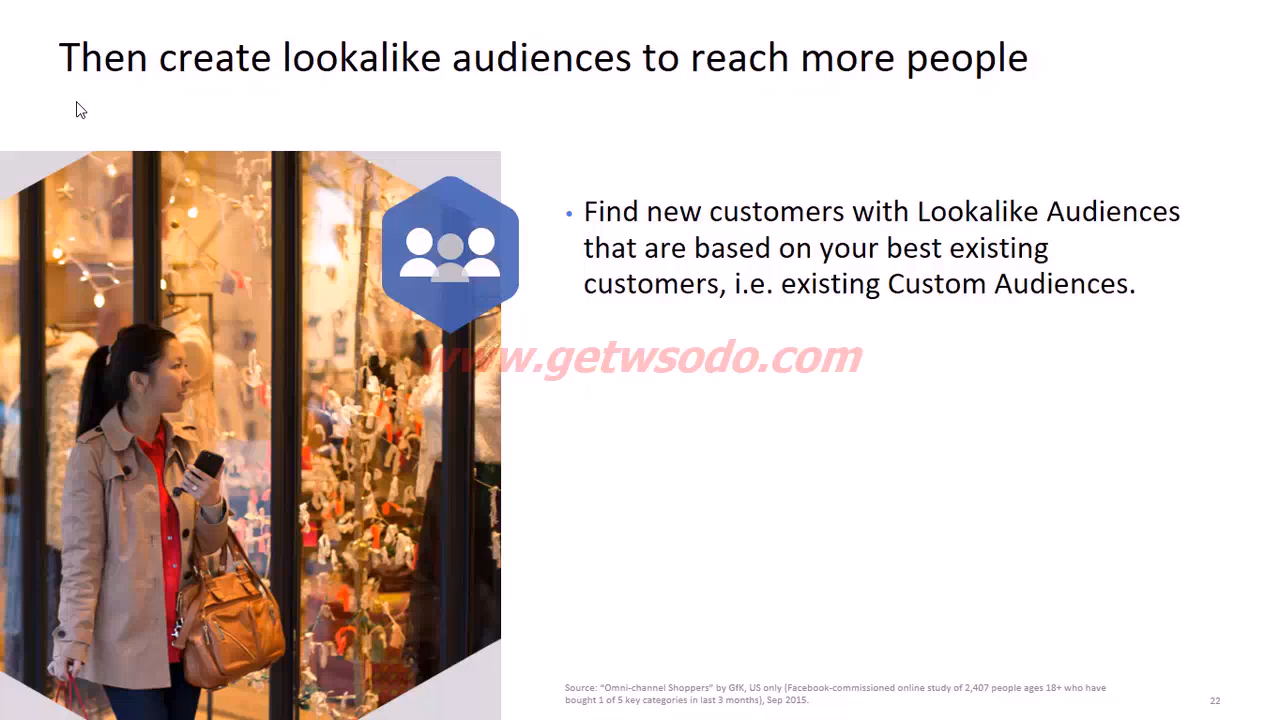 Then create lookalike audiences to reach more people
• Find new customers with Lookalike Audiences
that are based on your best existing
customers, i.e. existing Custom Audiences.
www.getwsodo.com
Source: "Omni-channel Shoppers" by GfK, US only (Facebook-commissioned online study of 2,407 people ages 18+ who have
bought 1 of 5 key categories in last 3 months), Sep 2015.
22